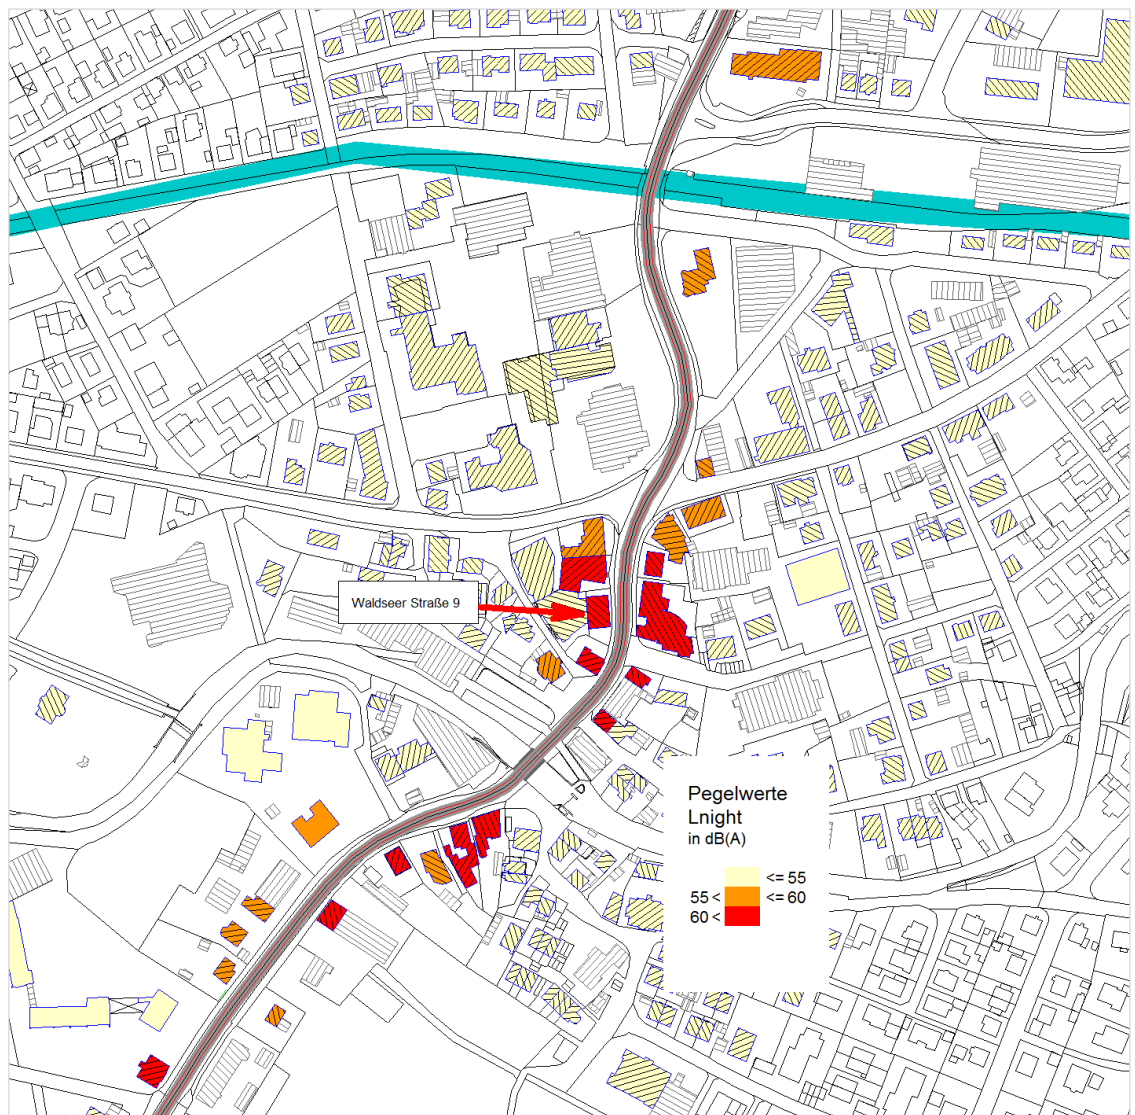 Waldseer Straße 9
Pegelwerte
Lnight
in dB(A)
<= 55
55 < <= 60
60 <